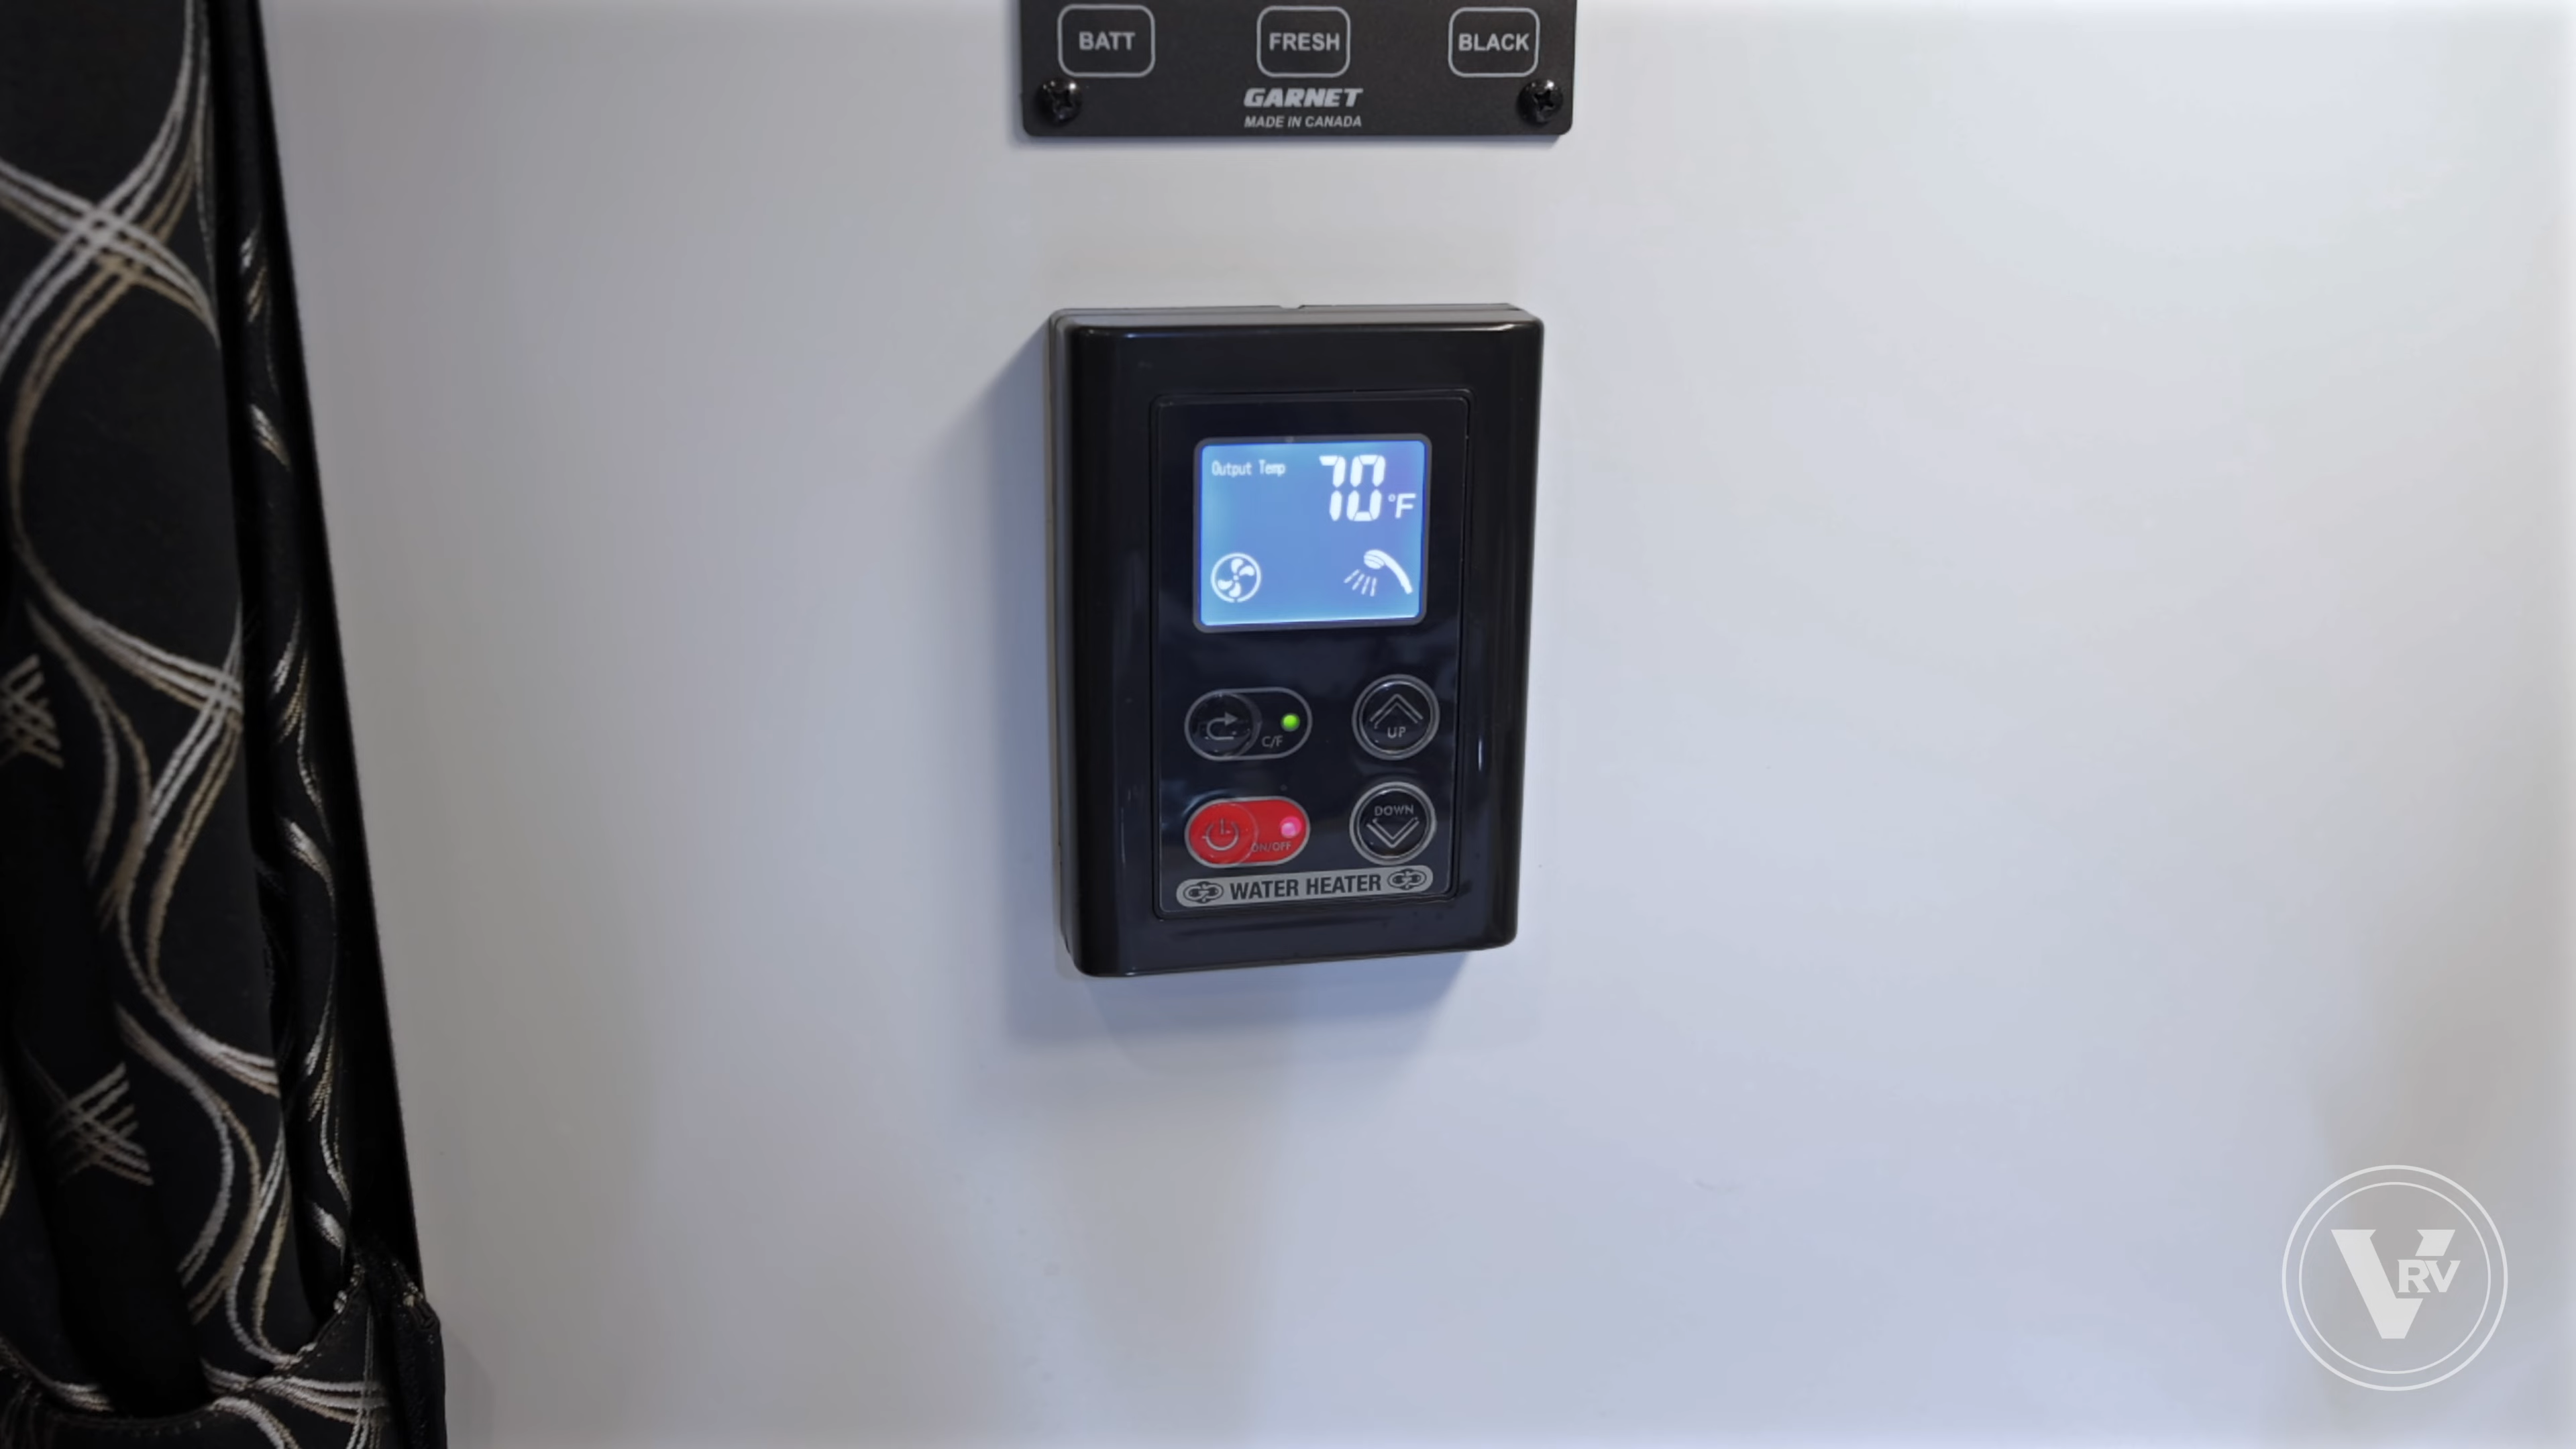 BATT FRESH BLACK
GARNET
MADE IN CANADA
Output Temp 70°F
C/F UP
ON/OFF DOWN
WATER HEATER
V RV